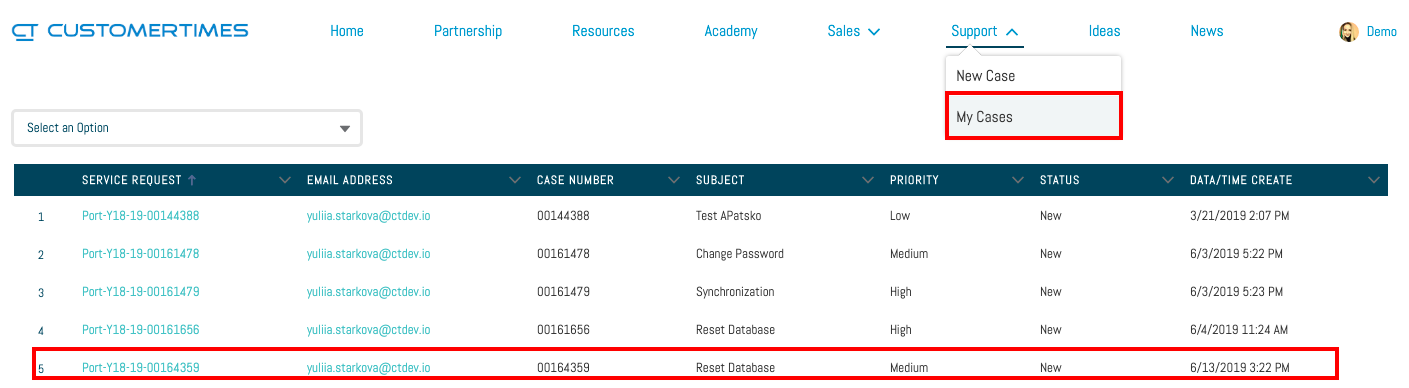 CT CUSTOMERTIMES Home Partnership Resources Academy Sales Support Ideas News Demo
New Case
My Cases
Select an Option
SERVICE REQUEST EMAIL ADDRESS CASE NUMBER SUBJECT PRIORITY STATUS DATA/TIME CREATE
1 Port-Y18-19-00144388 yuliia.starkova@ctdev.io 00144388 Test APatsko Low New 3/21/2019 2:07 PM
2 Port-Y18-19-00161478 yuliia.starkova@ctdev.io 00161478 Change Password Medium New 6/3/2019 5:22 PM
3 Port-Y18-19-00161479 yuliia.starkova@ctdev.io 00161479 Synchronization High New 6/3/2019 5:23 PM
4 Port-Y18-19-00161656 yuliia.starkova@ctdev.io 00161656 Reset Database High New 6/4/2019 11:24 AM
5 Port-Y18-19-00164359 yuliia.starkova@ctdev.io 00164359 Reset Database Medium New 6/13/2019 3:22 PM